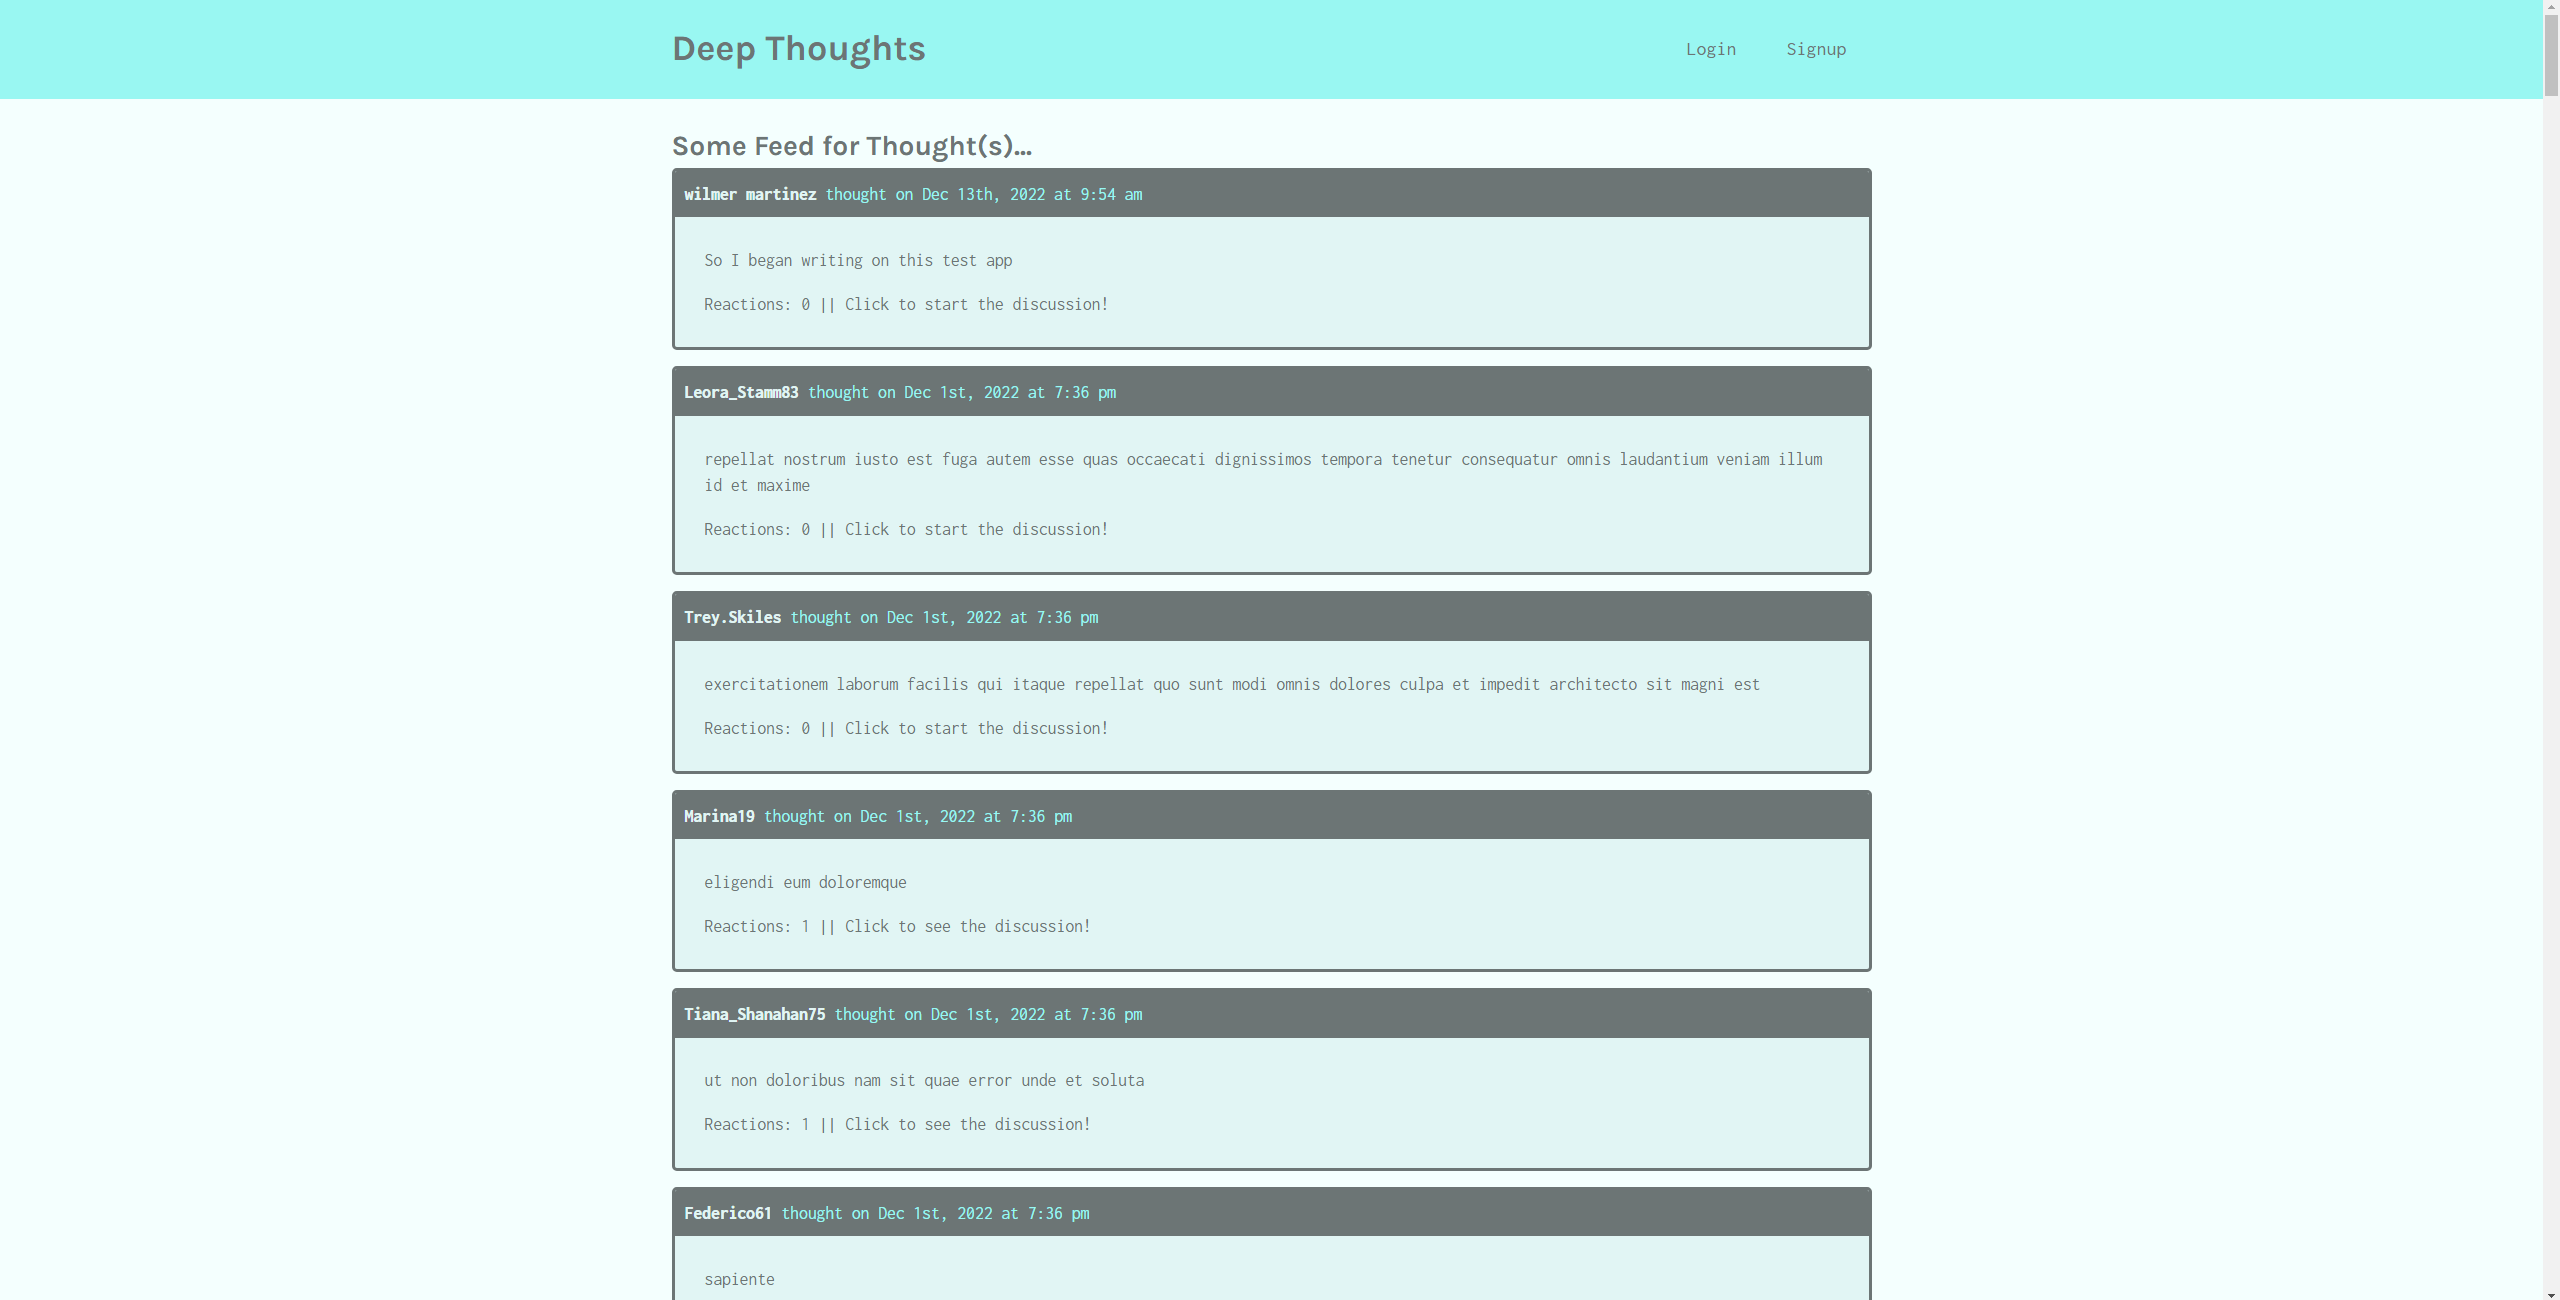 Deep Thoughts
Login
Signup
Some Feed for Thought(s)...
wilmer martinez thought on Dec 13th, 2022 at 9:54 am
So I began writing on this test app
Reactions: 0 || Click to start the discussion!
Leora_Stamm83 thought on Dec 1st, 2022 at 7:36 pm
repellat nostrum iusto est fuga autem esse quas occaecati dignissimos tempora tenetur consequatur omnis laudantium veniam illum
id et maxime
Reactions: 0 || Click to start the discussion!
Trey.Skiles thought on Dec 1st, 2022 at 7:36 pm
exercitationem laborum facilis qui itaque repellat quo sunt modi omnis dolores culpa et impedit architecto sit magni est
Reactions: 0 || Click to start the discussion!
Marina19 thought on Dec 1st, 2022 at 7:36 pm
eligendi eum doloremque
Reactions: 1 || Click to see the discussion!
Tiana_Shanahan75 thought on Dec 1st, 2022 at 7:36 pm
ut non doloribus nam sit quae error unde et soluta
Reactions: 1 || Click to see the discussion!
Federico61 thought on Dec 1st, 2022 at 7:36 pm
sapiente